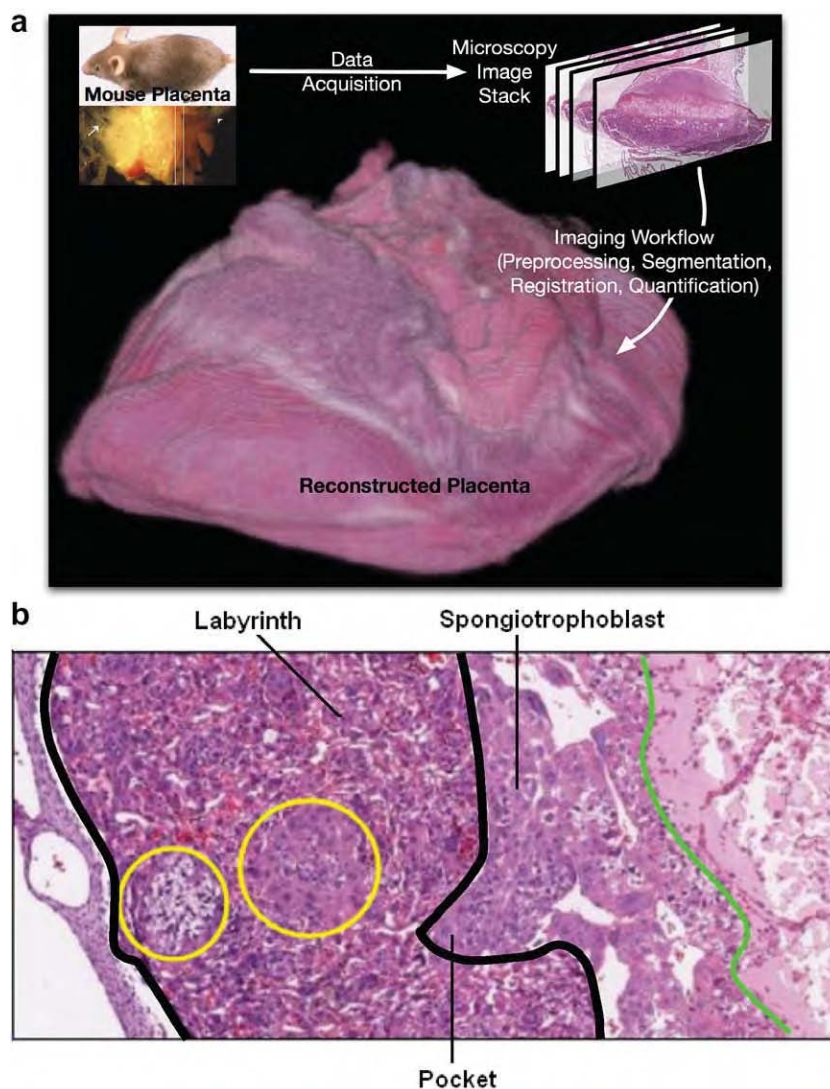 a
Mouse Placenta
Data
Acquisition
Microscopy
Image
Stack
Imaging Workflow
(Preprocessing, Segmentation,
Registration, Quantification)
Reconstructed Placenta
b
Labyrinth
Spongiotrophoblast
Pocket